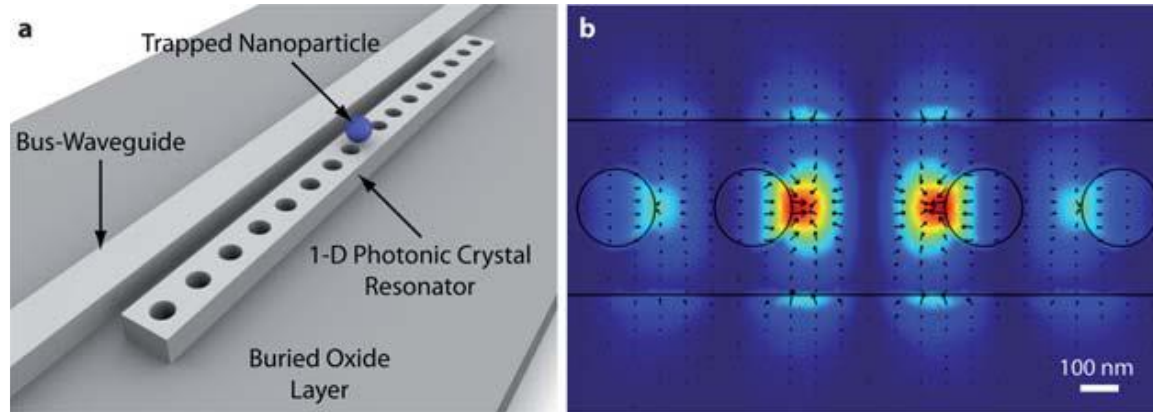 a
Trapped Nanoparticle
Bus-Waveguide
1-D Photonic Crystal
Resonator
Buried Oxide
Layer
b
100 nm